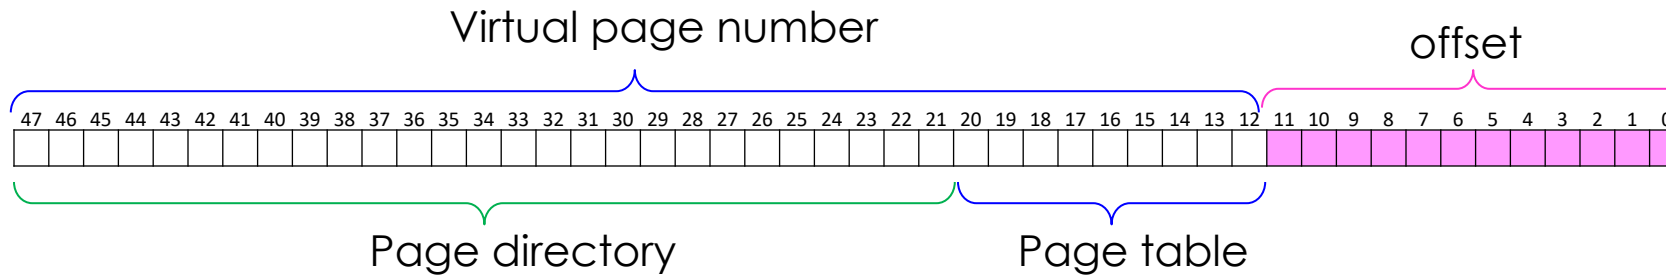 Virtual page number
offset
47 46 45 44 43 42 41 40 39 38 37 36 35 34 33 32 31 30 29 28 27 26 25 24 23 22 21 20 19 18 17 16 15 14 13 12 11 10 9 8 7 6 5 4 3 2 1 0
Page directory
Page table